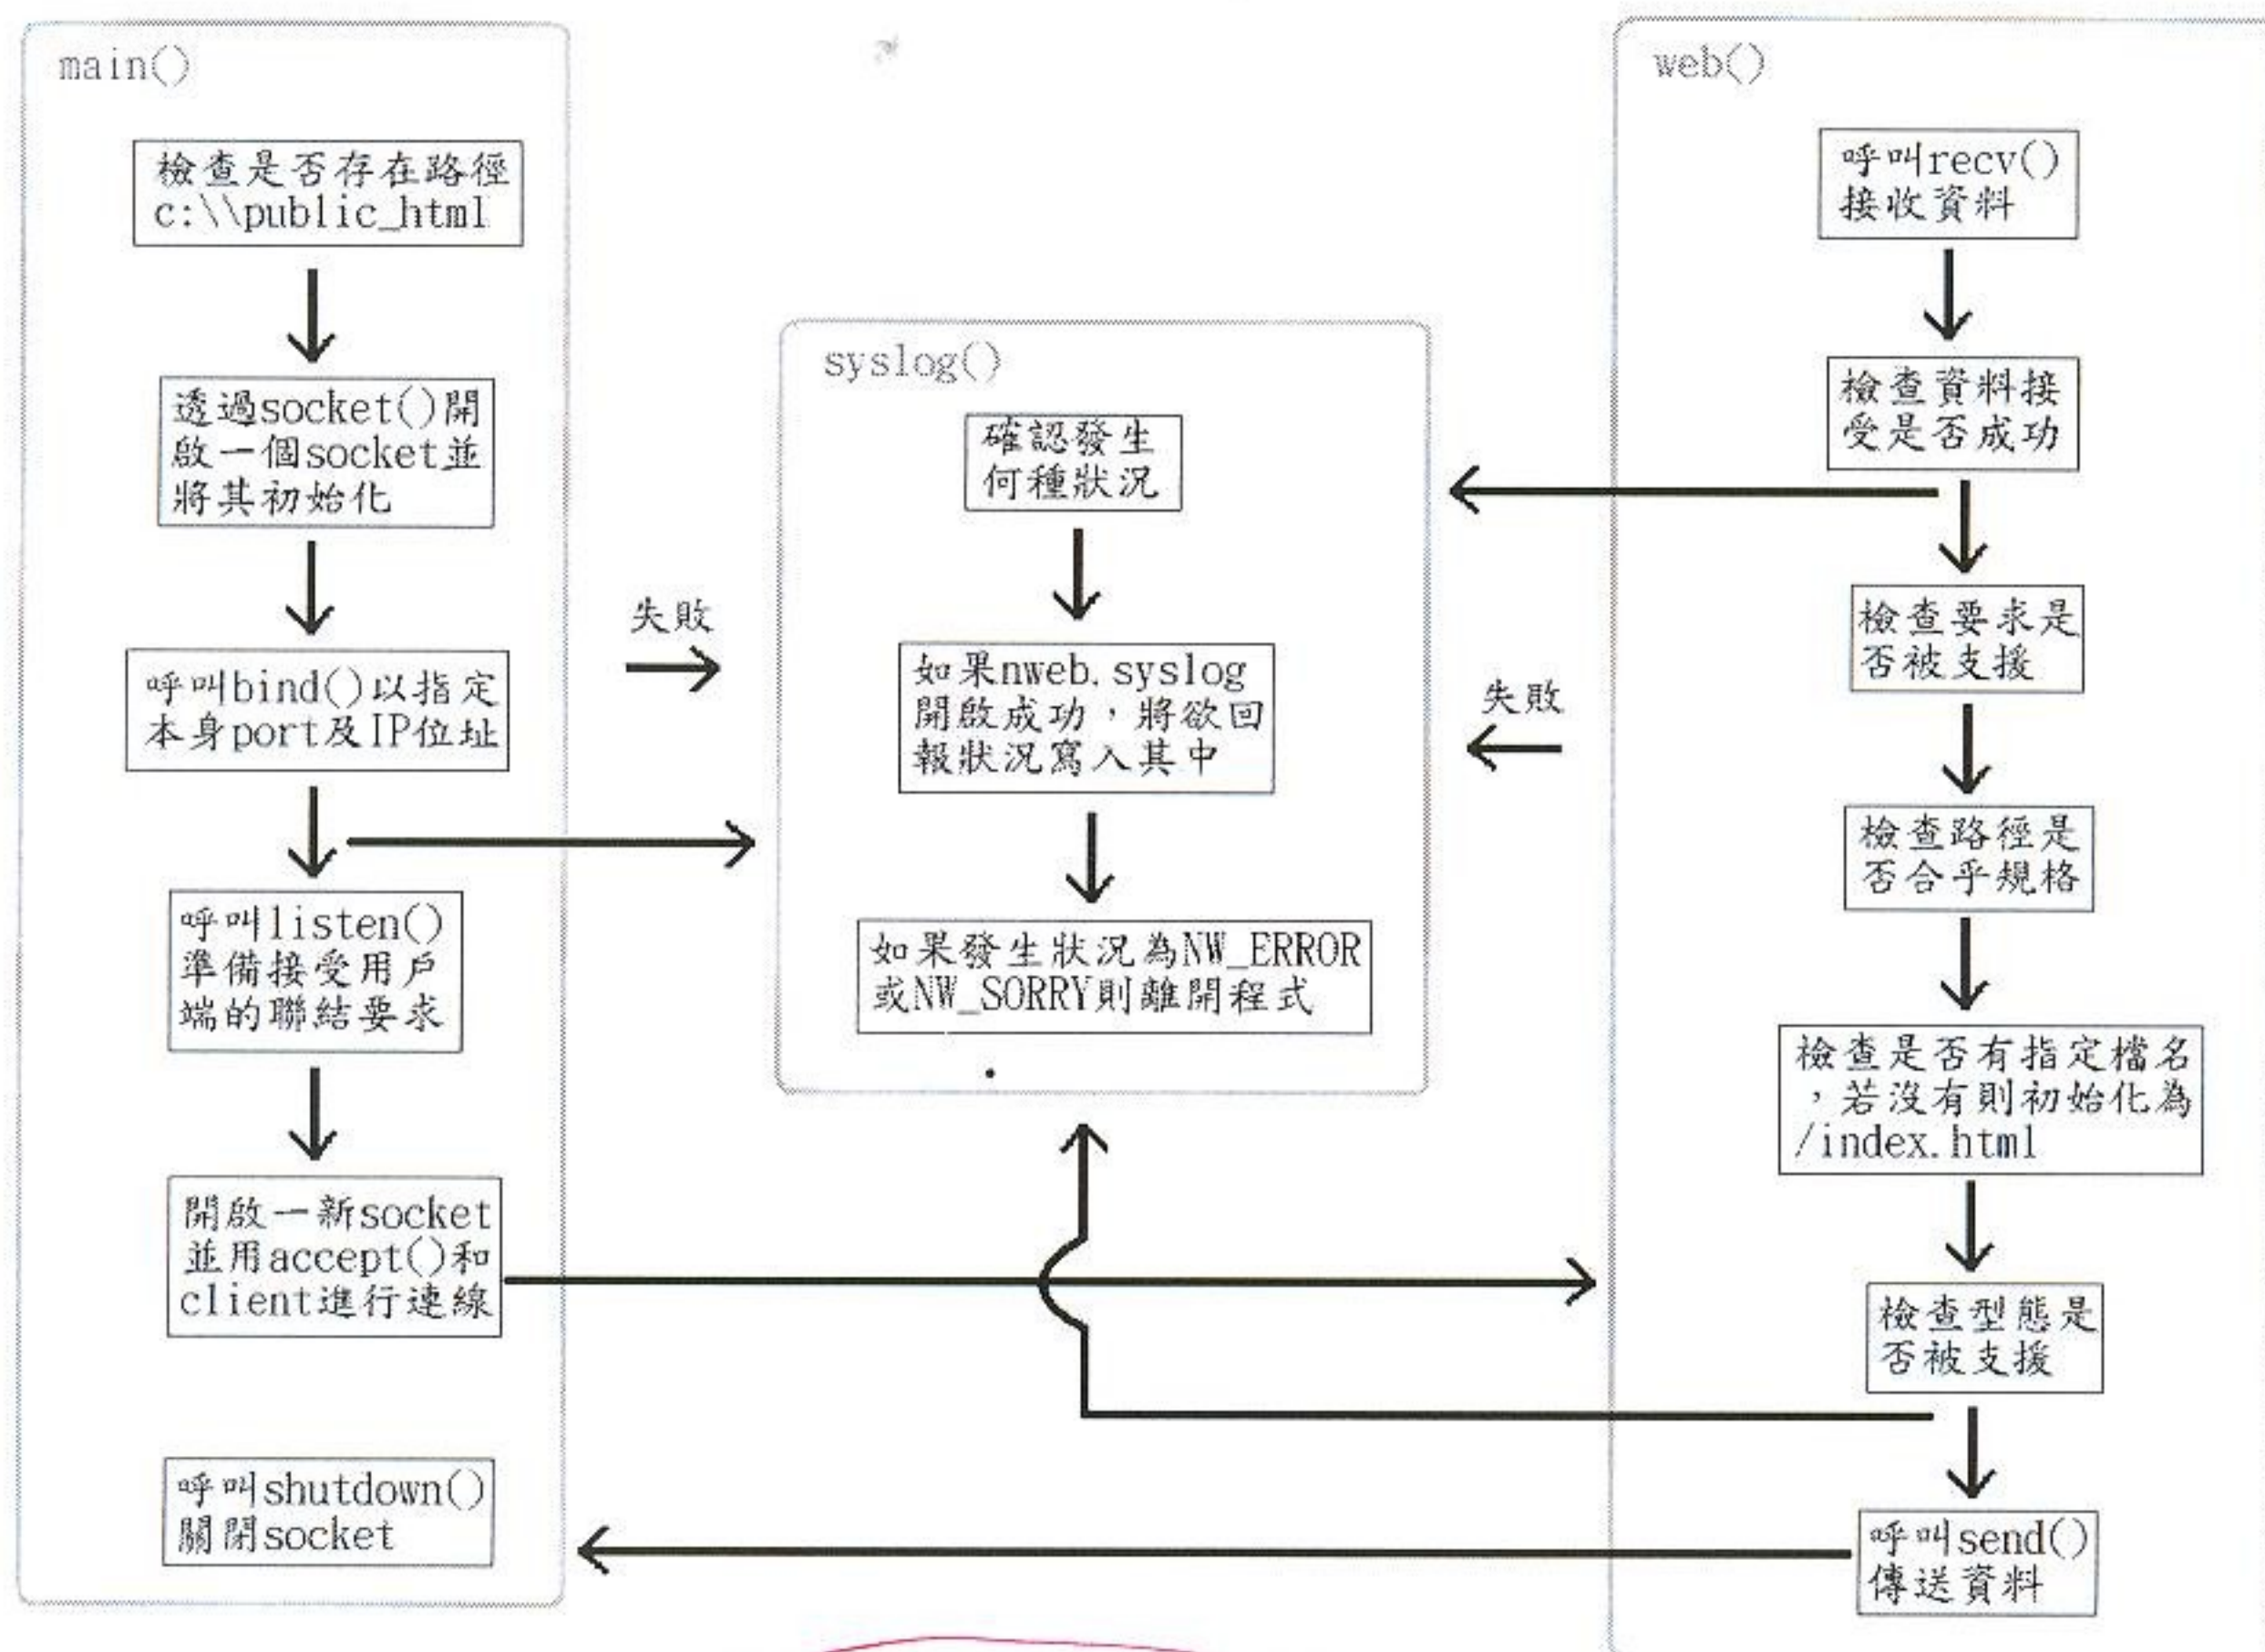 main()
檢查是否存在路徑
c:\\public_html
透過socket()開
啟一個socket並
將其初始化
呼叫bind()以指定
本身port及IP位址
呼叫listen()
準備接受用戶
端的聯結要求
開啟一新socket
並用accept()和
client進行連線
呼叫shutdown()
關閉socket
失敗
syslog()
確認發生
何種狀況
如果nweb.syslog
開啟成功，將欲回
報狀況寫入其中
如果發生狀況為NW_ERROR
或NW_SORRY則離開程式
失敗
web()
呼叫recv()
接收資料
檢查資料接
受是否成功
檢查要求是
否被支援
檢查路徑是
否合乎規格
檢查是否有指定檔名
，若沒有則初始化為
/index.html
檢查型態是
否被支援
呼叫send()
傳送資料